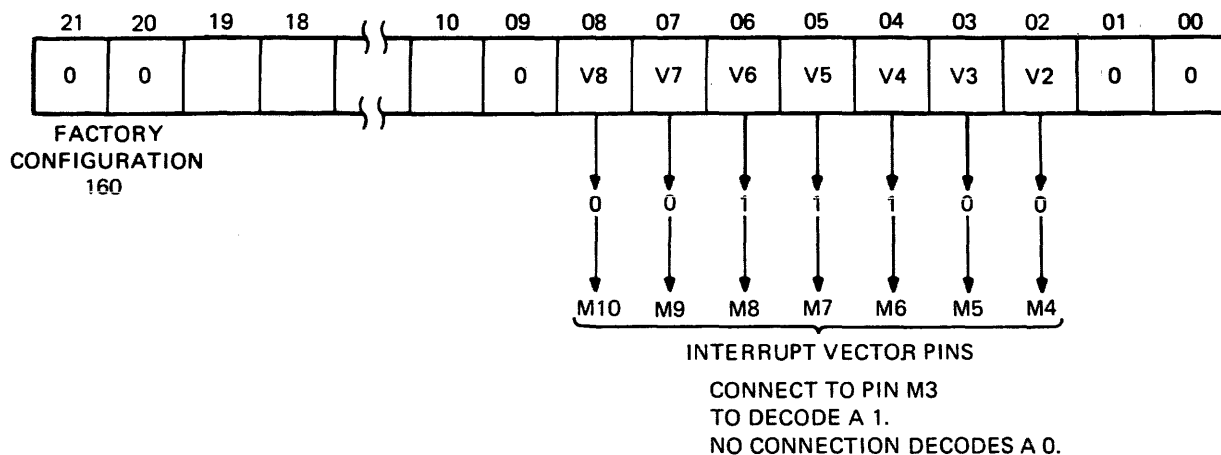 21 20 19 18 10 09 08 07 06 05 04 03 02 01 00
0 0 0 V8 V7 V6 V5 V4 V3 V2 0 0
FACTORY
CONFIGURATION
160
0 0 1 1 1 0 0
M10 M9 M8 M7 M6 M5 M4
INTERRUPT VECTOR PINS
CONNECT TO PIN M3
TO DECODE A 1.
NO CONNECTION DECODES A 0.